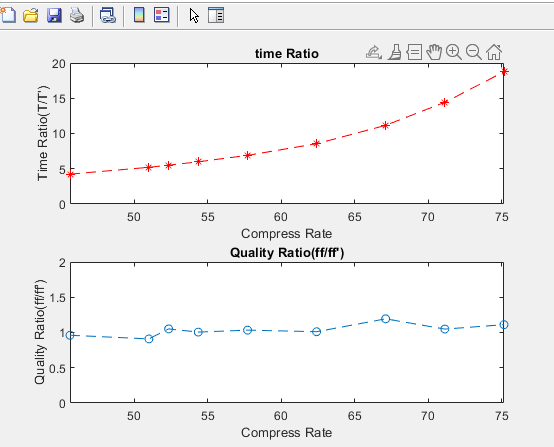 time Ratio
20
15
10
5
0
Time Ratio(T/T')
50 55 60 65 70 75
Compress Rate
Quality Ratio(ff/ff')
2
1.5
1
0.5
0
Quality Ratio(ff/ff')
50 55 60 65 70 75
Compress Rate